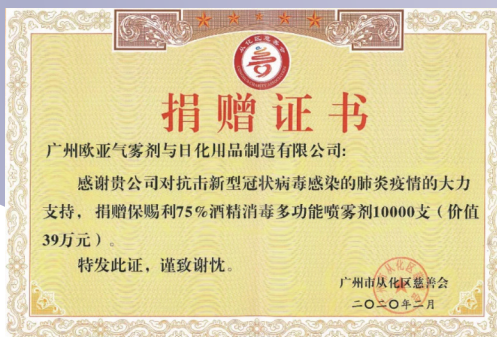 捐赠证书
广州欧亚气雾剂与日化用品制造有限公司:
感谢贵公司对抗击新型冠状病毒感染的肺炎疫情的大力
支持，捐赠保赐利75%酒精消毒多功能喷雾剂10000支（价值
39万元）。
特发此证，谨致谢忱。
广州市从化区慈善会
二〇二〇年二月